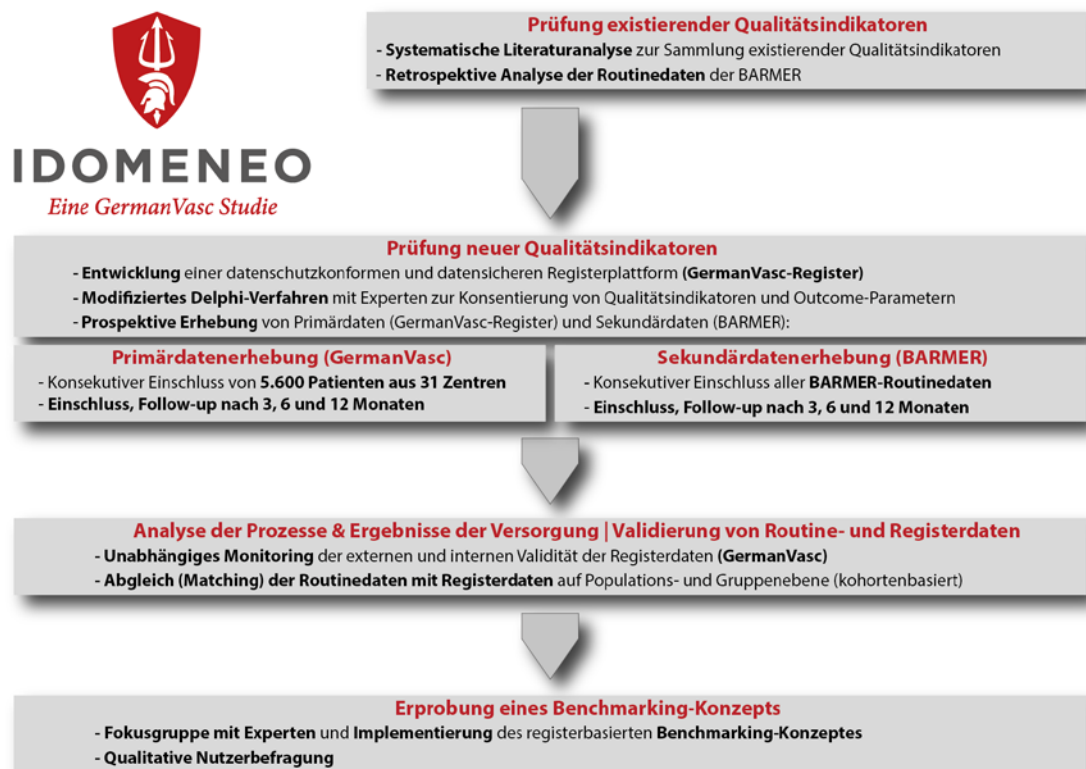 IDOMENEO
Eine GermanVasc Studie
Prüfung existierender Qualitätsindikatoren
- Systematische Literaturanalyse zur Sammlung existierender Qualitätsindikatoren
- Retrospektive Analyse der Routinedaten der BARMER
Prüfung neuer Qualitätsindikatoren
- Entwicklung einer datenschutzkonformen und datensicheren Registerplattform (GermanVasc-Register)
- Modifiziertes Delphi-Verfahren mit Experten zur Konsentierung von Qualitätsindikatoren und Outcome-Parametern
- Prospektive Erhebung von Primärdaten (GermanVasc-Register) und Sekundärdaten (BARMER):
Primärdatenerhebung (GermanVasc)
- Konsekutiver Einschluss von 5.600 Patienten aus 31 Zentren
- Einschluss, Follow-up nach 3, 6 und 12 Monaten
Sekundärdatenerhebung (BARMER)
- Konsekutiver Einschluss aller BARMER-Routinedaten
- Einschluss, Follow-up nach 3, 6 und 12 Monaten
Analyse der Prozesse & Ergebnisse der Versorgung | Validierung von Routine- und Registerdaten
- Unabhängiges Monitoring der externen und internen Validität der Registerdaten (GermanVasc)
- Abgleich (Matching) der Routinedaten mit Registerdaten auf Populations- und Gruppenebene (kohortenbasiert)
Erprobung eines Benchmarking-Konzepts
- Fokusgruppe mit Experten und Implementierung des registerbasierten Benchmarking-Konzeptes
- Qualitative Nutzerbefragung